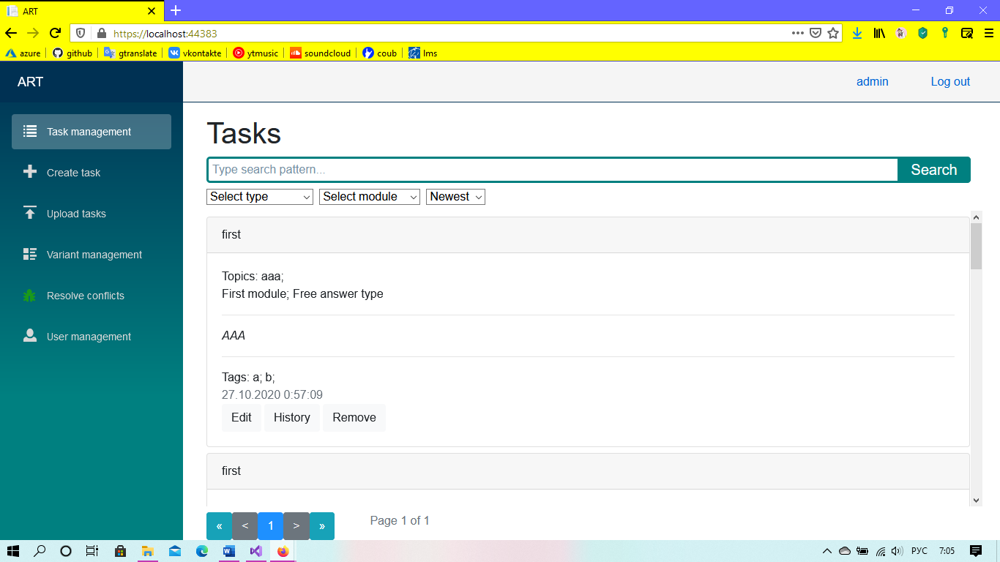 ART
https://localhost:44383
azure github gtranslate vkontakte ytmusic soundcloud coub lms
ART
admin Log out
Task management
Create task
Upload tasks
Variant management
Resolve conflicts
User management
Tasks
Type search pattern...
Search
Select type Select module Newest
first
Topics: aaa;
First module; Free answer type
AAA
Tags: a; b;
27.10.2020 0:57:09
Edit History Remove
first
« < 1 > » Page 1 of 1
РУС 7:05